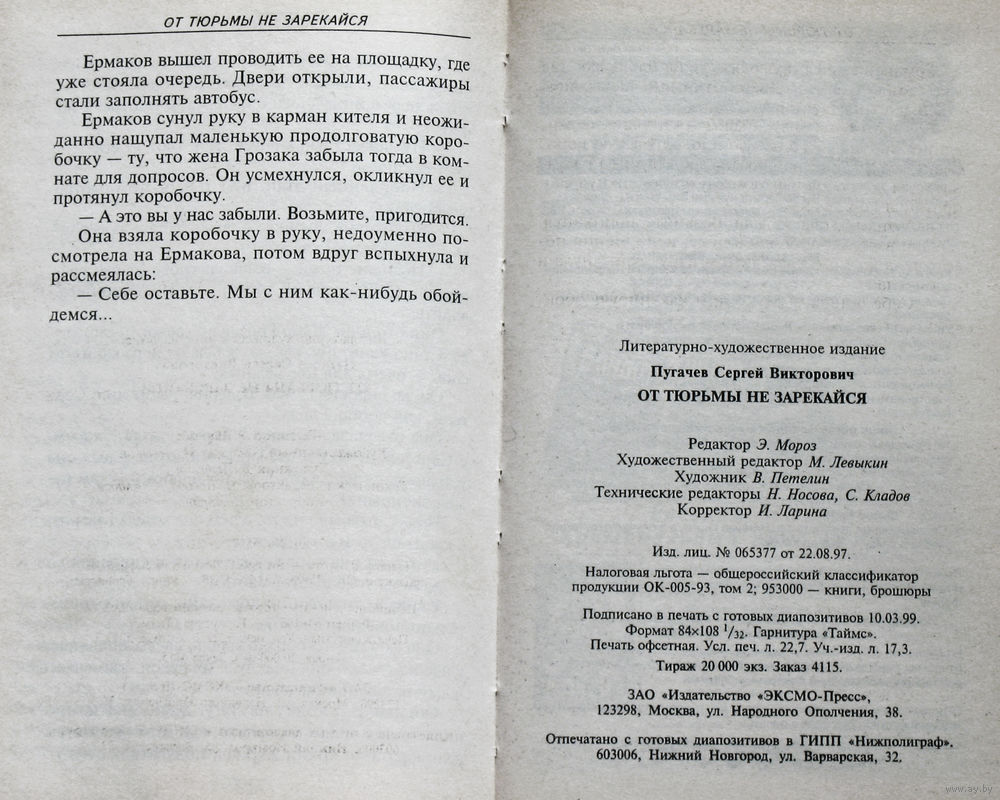 ОТ ТЮРЬМЫ НЕ ЗАРЕКАЙСЯ
Ермаков вышел проводить ее на площадку, где
уже стояла очередь. Двери открыли, пассажиры
стали заполнять автобус.
Ермаков сунул руку в карман кителя и неожи-
данно нащупал маленькую продолговатую коро-
бочку — ту, что жена Грозака забыла тогда в ком-
нате для допросов. Он усмехнулся, окликнул ее и
протянул коробочку.
— А это вы у нас забыли. Возьмите, пригодится.
Она взяла коробочку в руку, недоуменно по-
смотрела на Ермакова, потом вдруг вспыхнула и
рассмеялась:
— Себе оставьте. Мы с ним как-нибудь обой-
демся...
Литературно-художественное издание
Пугачев Сергей Викторович
ОТ ТЮРЬМЫ НЕ ЗАРЕКАЙСЯ
Редактор Э. Мороз
Художественный редактор М. Левыкин
Художник В. Петелин
Технические редакторы Н. Носова, С. Кладов
Корректор И. Ларина
Изд. лиц. № 065377 от 22.08.97.
Налоговая льгота — общероссийский классификатор
продукции ОК-005-93, том 2; 953000 — книги, брошюры
Подписано в печать с готовых диапозитивов 10.03.99.
Формат 84×108 1/32. Гарнитура «Таймс».
Печать офсетная. Усл. печ. л. 22,7. Уч.-изд. л. 17,3.
Тираж 20 000 экз. Заказ 4115.
ЗАО «Издательство «ЭКСМО-Пресс»,
123298, Москва, ул. Народного Ополчения, 38.
Отпечатано с готовых диапозитивов в ГИПП «Нижполиграф».
603006, Нижний Новгород, ул. Варварская, 32.
www.ay.by